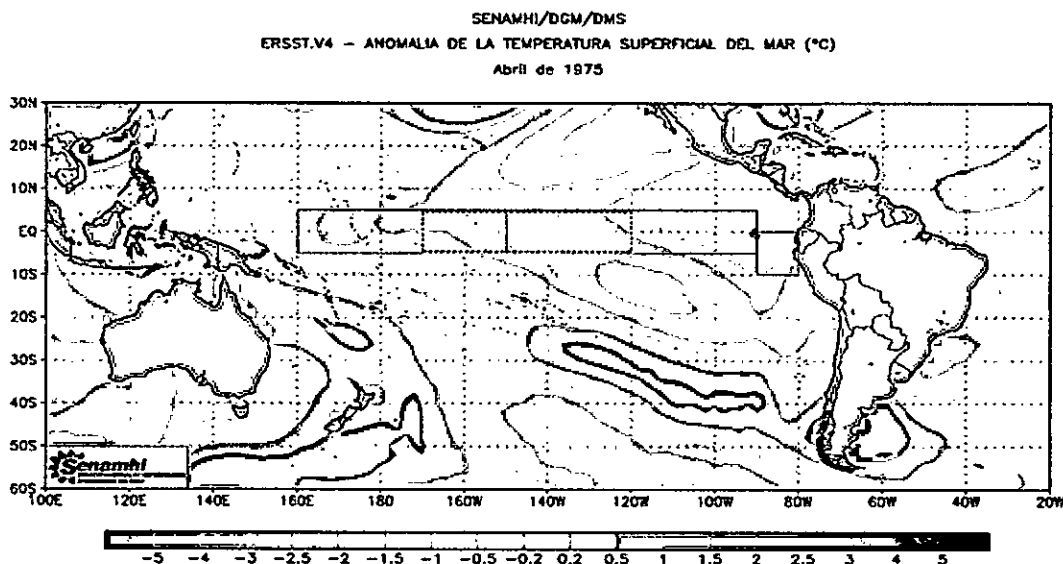 SENAMHI/DGM/DMS
ERSST.V4 – ANOMALIA DE LA TEMPERATURA SUPERFICIAL DEL MAR (°C)
Abril de 1975
30N
20N
10N
EQ
10S
20S
30S
40S
50S
60S
Senamhi
100E 120E 140E 160E 180 160W 140W 120W 100W 80W 60W 40W 20W
-5 -4 -3 -2.5 -2 -1.5 -1 -0.5 -0.2 0.2 0.5 1 1.5 2 2.5 3 4 5